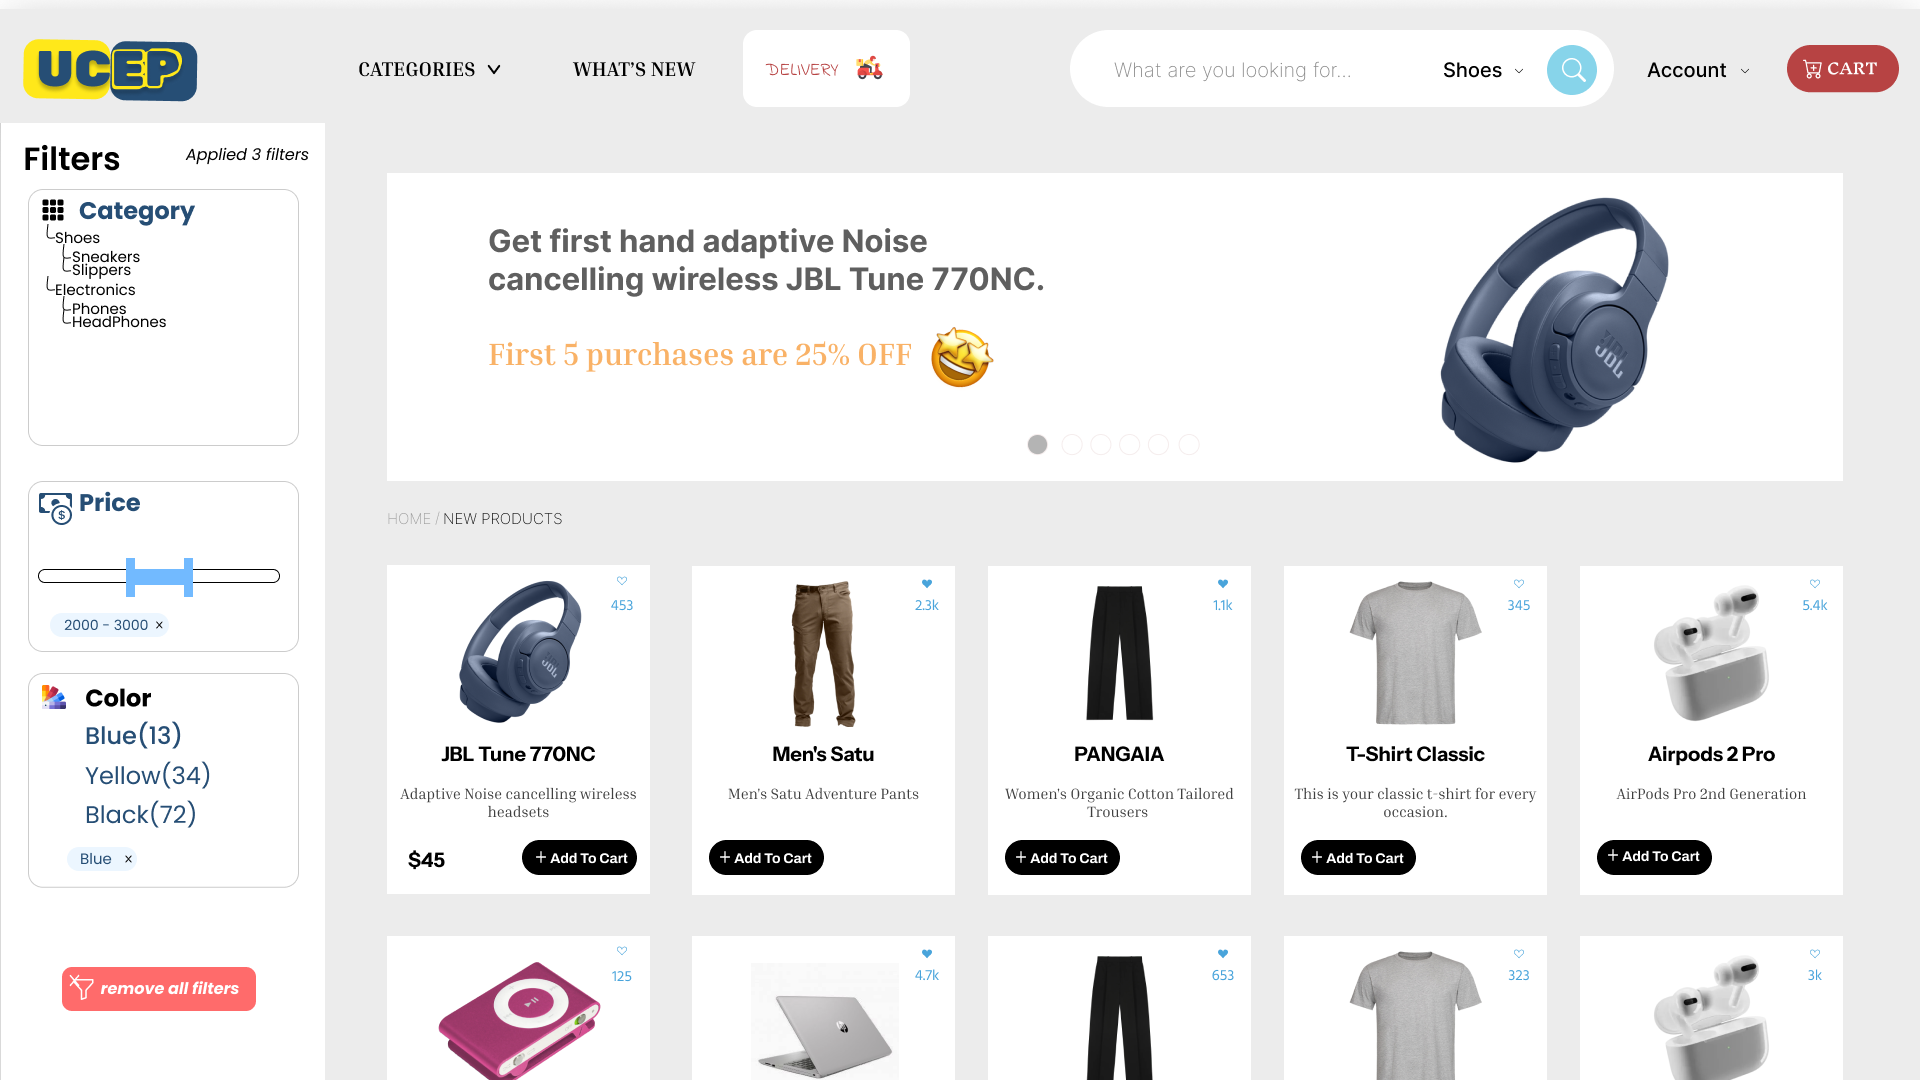 UCEP
CATEGORIES
WHAT’S NEW
DELIVERY
What are you looking for...
Shoes
Account
CART
Filters
Applied 3 filters
Category
Shoes
Sneakers
Slippers
Electronics
Phones
HeadPhones
Price
$
2000 - 3000 ×
Color
Blue(13)
Yellow(34)
Black(72)
Blue ×
remove all filters
Get first hand adaptive Noise
cancelling wireless JBL Tune 770NC.
First 5 purchases are 25% OFF
JBL
HOME / NEW PRODUCTS
453
JBL
JBL Tune 770NC
Adaptive Noise cancelling wireless
headsets
$45
+ Add To Cart
2.3k
Men's Satu
Men's Satu Adventure Pants
+ Add To Cart
1.1k
PANGAIA
Women's Organic Cotton Tailored
Trousers
+ Add To Cart
345
T-Shirt Classic
This is your classic t-shirt for every
occasion.
+ Add To Cart
5.4k
Airpods 2 Pro
AirPods Pro 2nd Generation
+ Add To Cart
125
4.7k
hp
653
323
3k